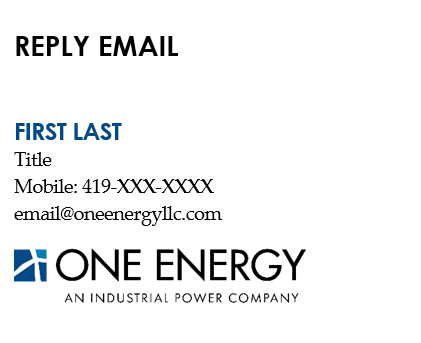 REPLY EMAIL
FIRST LAST
Title
Mobile: 419-XXX-XXXX
email@oneenergyllc.com
ONE ENERGY
AN INDUSTRIAL POWER COMPANY